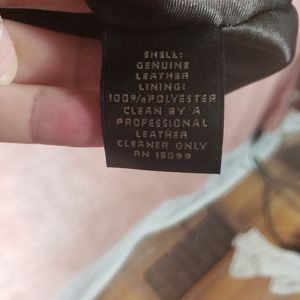 SHELL:
GENUINE
LEATHER
LINING:
100%POLYESTER
CLEAN BY A
PROFESSIONAL
LEATHER
CLEANER ONLY
RN 15099